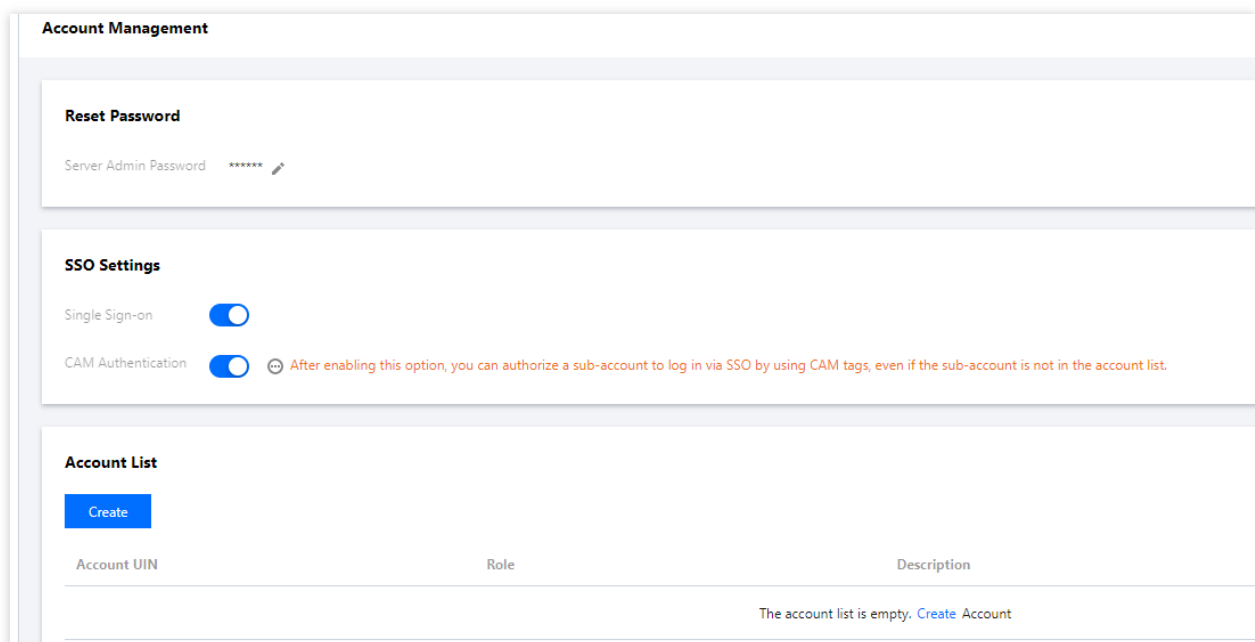 Account Management
Reset Password
Server Admin Password ******
SSO Settings
Single Sign-on
CAM Authentication After enabling this option, you can authorize a sub-account to log in via SSO by using CAM tags, even if the sub-account is not in the account list.
Account List
Create
Account UIN Role Description
The account list is empty. Create Account